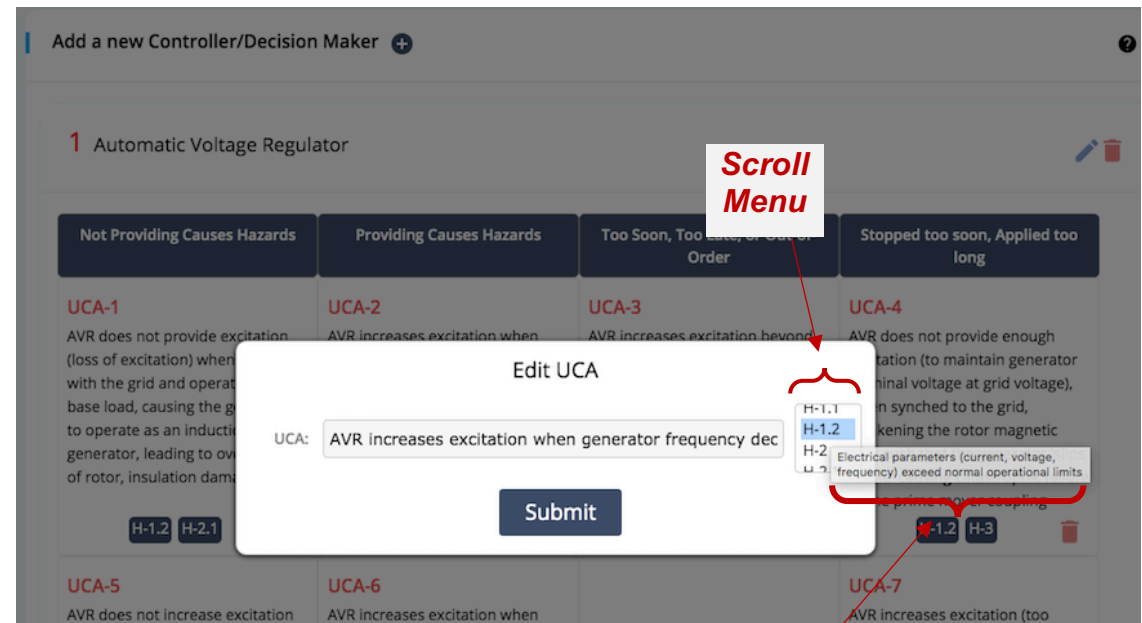 Add a new Controller/Decision Maker
1 Automatic Voltage Regulator
Scroll
Menu
Not Providing Causes Hazards
Providing Causes Hazards
Too Soon, Too Late, or Out of
Order
Stopped too soon, Applied too
long
UCA-1
AVR does not provide excitation
(loss of excitation) when
with the grid and operat
base load, causing the g
to operate as an inducti
generator, leading to ov
of rotor, insulation dam
H-1.2 H-2.1
UCA-2
AVR increases excitation when
UCA-3
AVR increases excitation beyond
UCA-4
AVR does not provide enough
itation (to maintain generator
minal voltage at grid voltage),
n synched to the grid,
kening the rotor magnetic
prime mover coupling
H-1.2 H-3
Edit UCA
UCA:
AVR increases excitation when generator frequency dec
H-1.1
H-1.2
H-2
Electrical parameters (current, voltage,
frequency) exceed normal operational limits
Submit
UCA-5
AVR does not increase excitation
UCA-6
AVR increases excitation when
UCA-7
AVR increases excitation (too